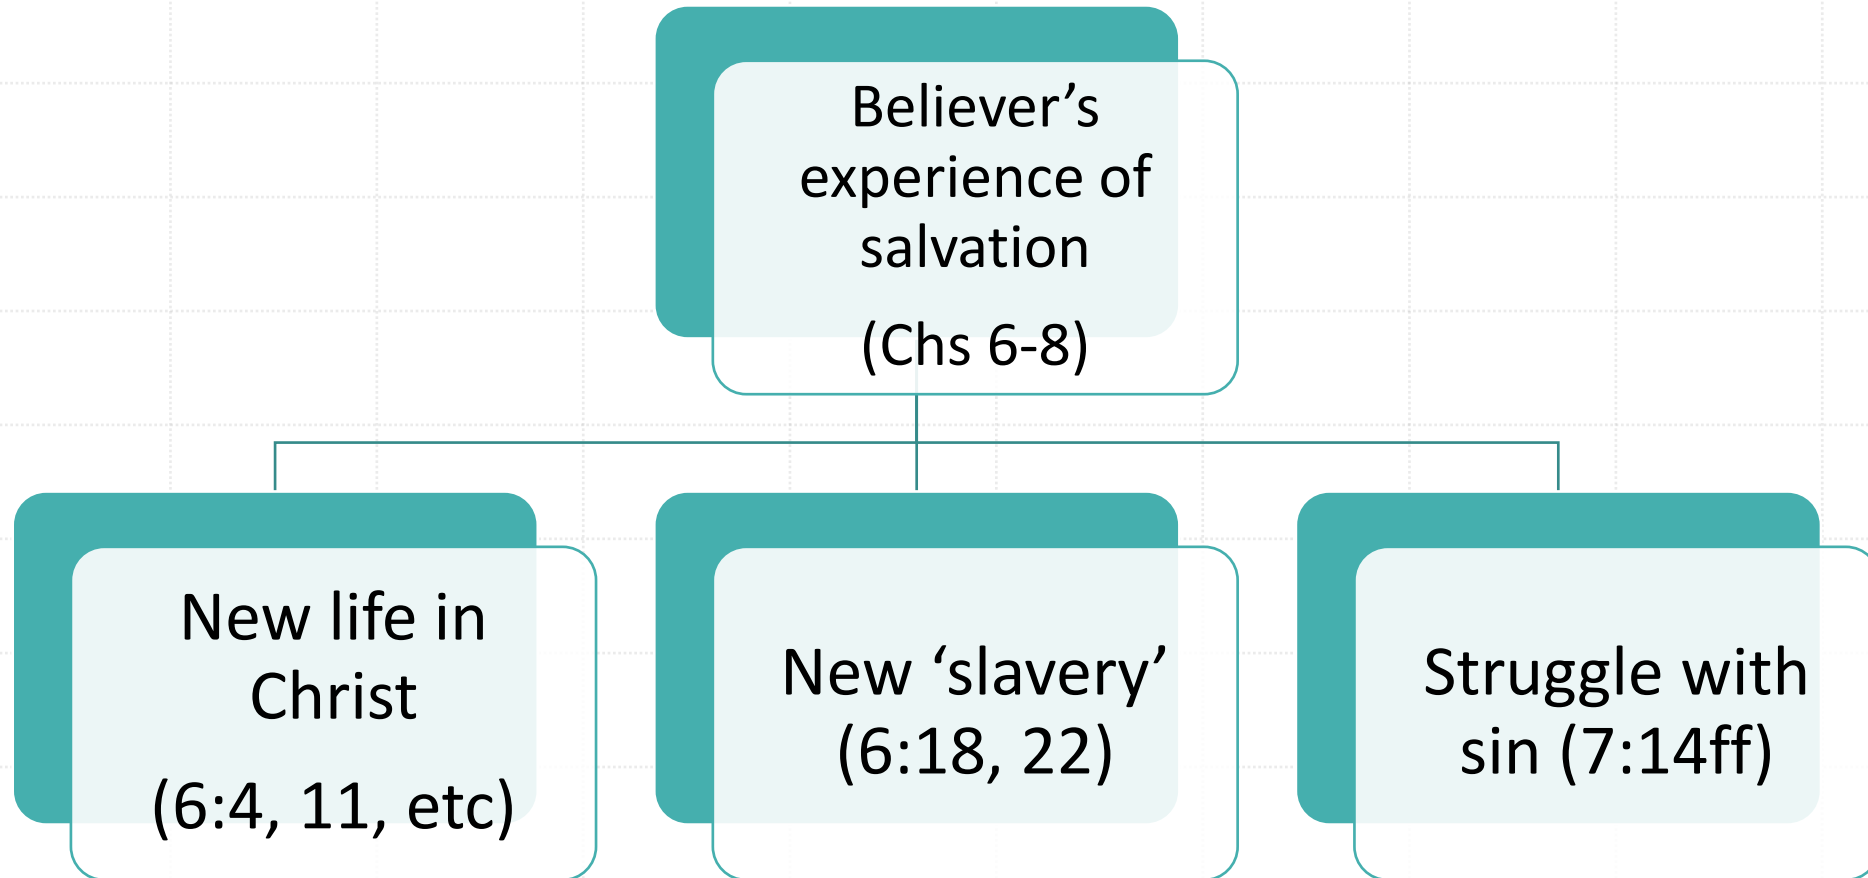 Believer’s
experience of
salvation
(Chs 6-8)
New life in
Christ
(6:4, 11, etc)
New ‘slavery’
(6:18, 22)
Struggle with
sin (7:14ff)